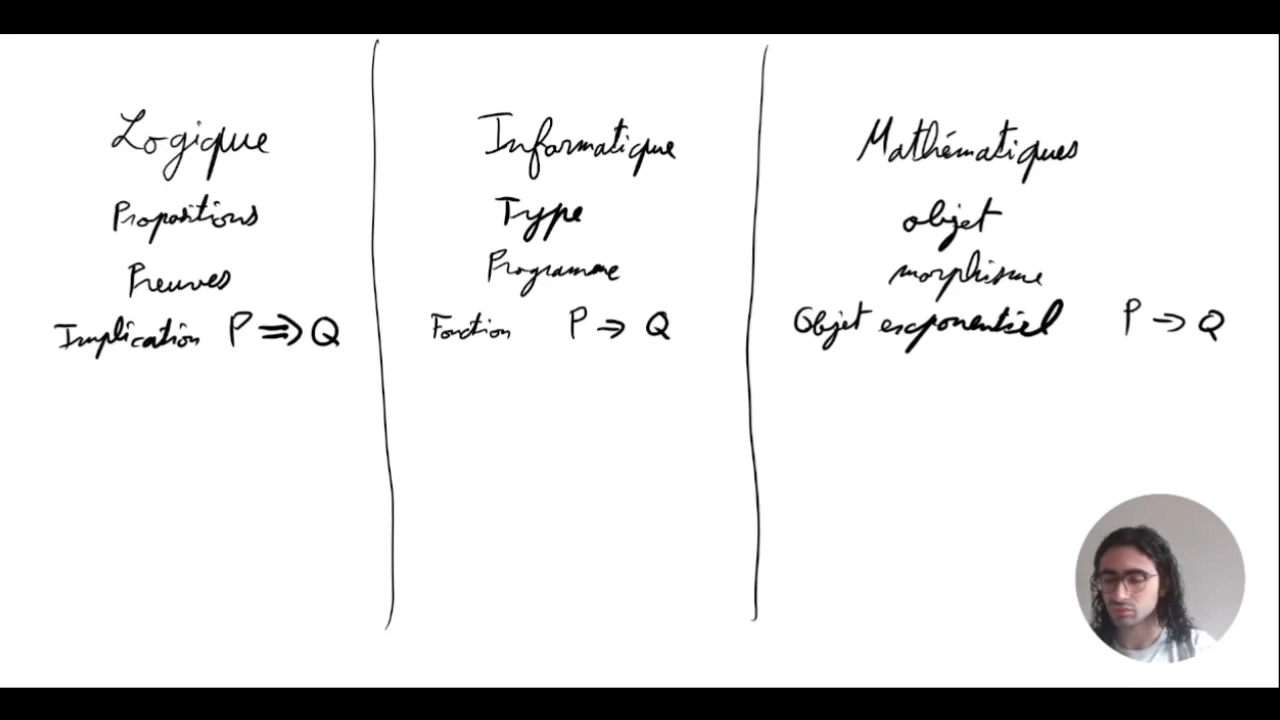 Logique
Propositions
Preuves
Implication P ⇒ Q
Informatique
Type
Programme
Fonction P → Q
Mathématiques
objet
morphisme
Objet exponentiel P → Q